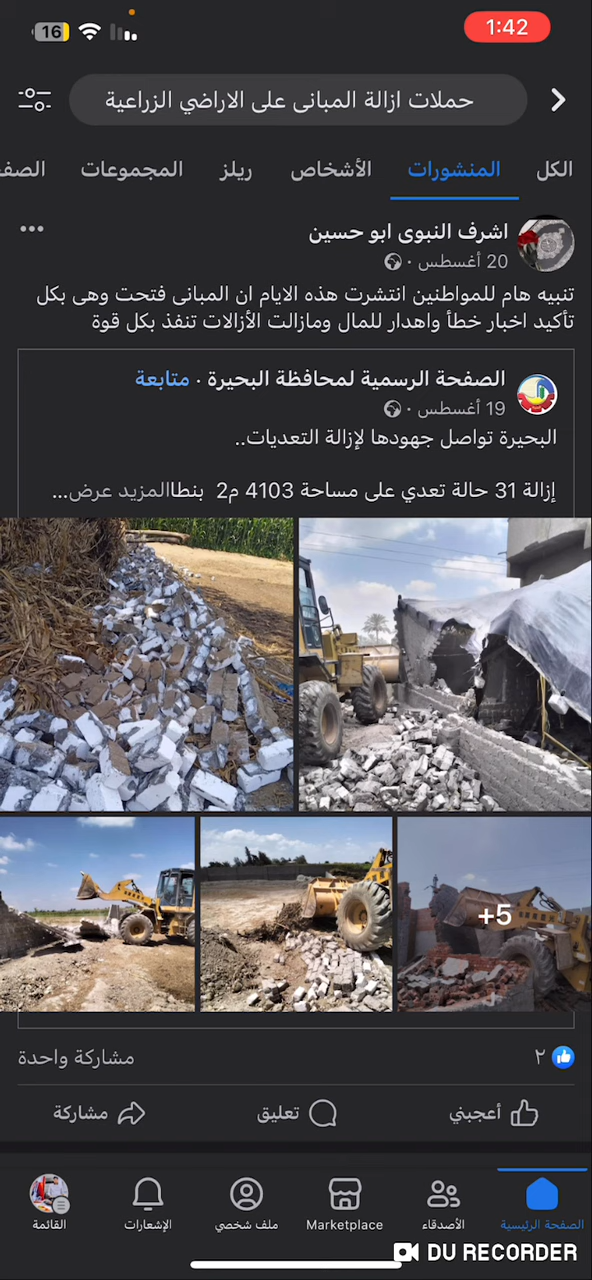 16
1:42
حملات ازالة المبانى على الاراضي الزراعية
الكل
المنشورات
الأشخاص
ريلز
المجموعات
الصف
اشرف النبوى ابو حسين
20 أغسطس ·
تنبيه هام للمواطنين انتشرت هذه الايام ان المبانى فتحت وهى بكل
تأكيد اخبار خطأ واهدار للمال ومازالت الأزالات تنفذ بكل قوة
الصفحة الرسمية لمحافظة البحيرة · متابعة
19 أغسطس ·
البحيرة تواصل جهودها لإزالة التعديات..
إزالة 31 حالة تعدي على مساحة 4103 م2 بنطاالمزيد عرض...
+5
٢
مشاركة واحدة
أعجبني
تعليق
مشاركة
الصفحة الرئيسية
الأصدقاء
Marketplace
ملف شخصي
الإشعارات
القائمة
DU RECORDER